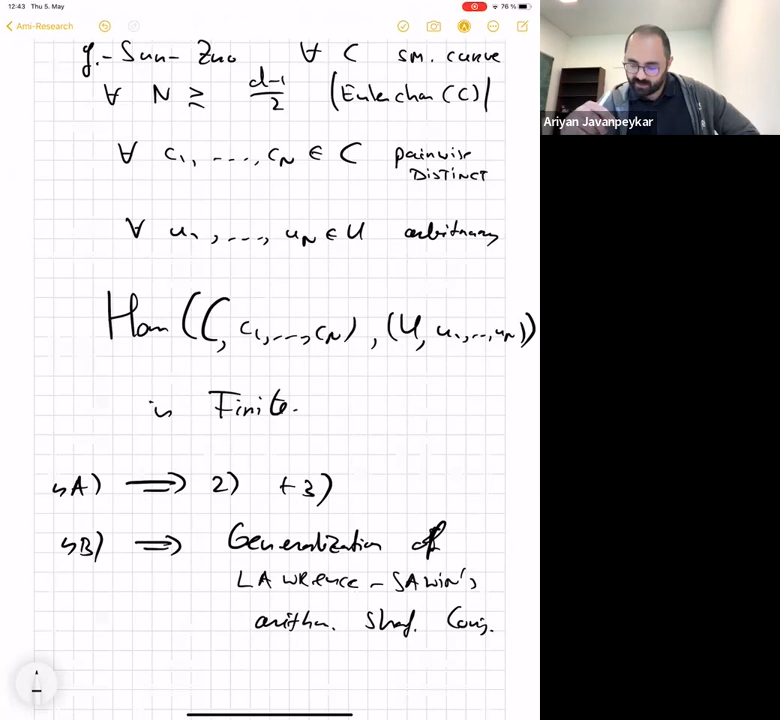 12:43 Thu 5. May
76 %
Ami-Research
J.-Sun-Zuo ∀ C sm. curve
∀ N ≥ d-1/2 |Euler char (C)|
∀ c1, ..., cN ∈ C pairwise DISTINCT
∀ u1, ..., uN ∈ U arbitrary
Hom((C, c1, ..., cN), (U, u1, ..., uN))
is Finite.
↳A) ⟹ 2) +3)
↳B) ⟹ Generalization of
LAWRENCE-SAWIN's
arithm. Shaf. Conj.
Ariyan Javanpeykar